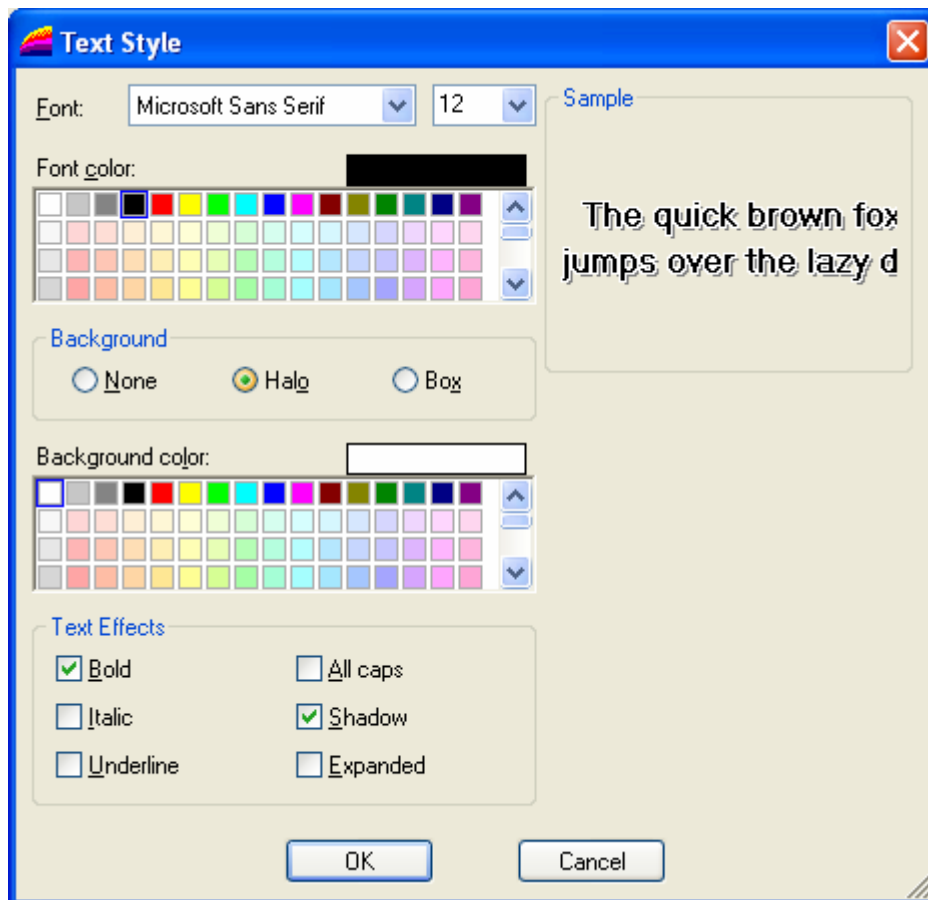 Text Style
Font: Microsoft Sans Serif 12
Font color:
Background
None Halo Box
Background color:
Text Effects
Bold All caps
Italic Shadow
Underline Expanded
OK Cancel
Sample
The quick brown fox
jumps over the lazy d